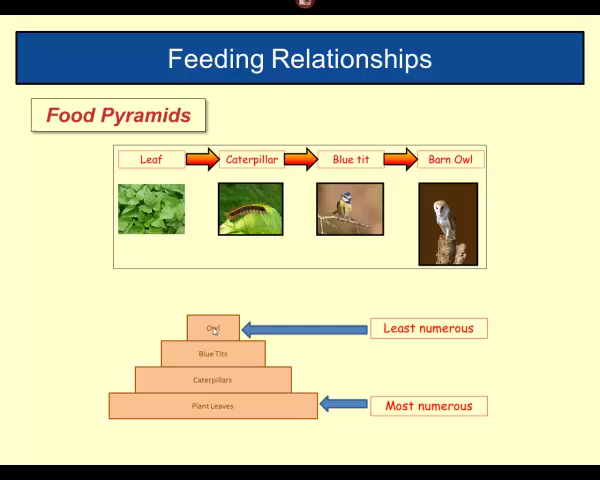 Feeding Relationships
Food Pyramids
Leaf Caterpillar Blue tit Barn Owl
Owl
Least numerous
Blue Tits
Caterpillars
Plant Leaves
Most numerous